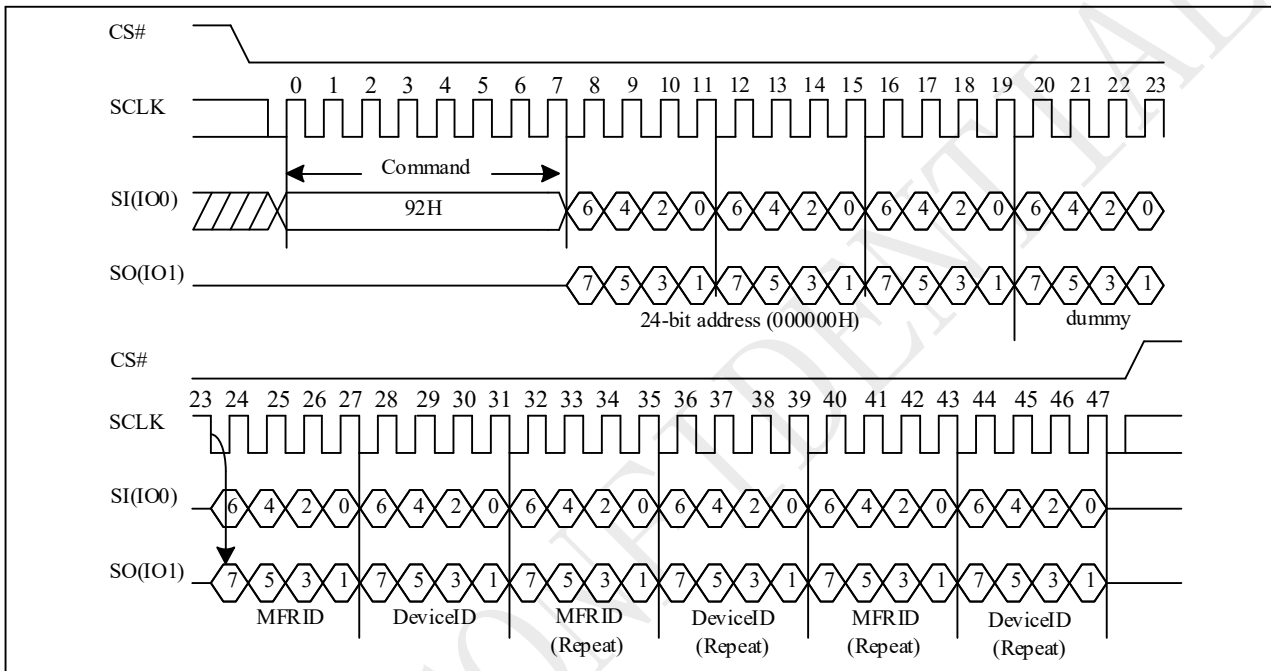 CS#
0 1 2 3 4 5 6 7 8 9 10 11 12 13 14 15 16 17 18 19 20 21 22 23
SCLK
Command
SI(IO0)
92H 6 4 2 0 6 4 2 0 6 4 2 0 6 4 2 0
SO(IO1)
7 5 3 1 7 5 3 1 7 5 3 1 7 5 3 1
24-bit address (000000H) dummy
CS#
23 24 25 26 27 28 29 30 31 32 33 34 35 36 37 38 39 40 41 42 43 44 45 46 47
SCLK
SI(IO0)
6 4 2 0 6 4 2 0 6 4 2 0 6 4 2 0 6 4 2 0 6 4 2 0
SO(IO1)
7 5 3 1 7 5 3 1 7 5 3 1 7 5 3 1 7 5 3 1 7 5 3 1
MFRID DeviceID MFRID DeviceID MFRID DeviceID
(Repeat) (Repeat) (Repeat) (Repeat)
CONFIDENTIAL